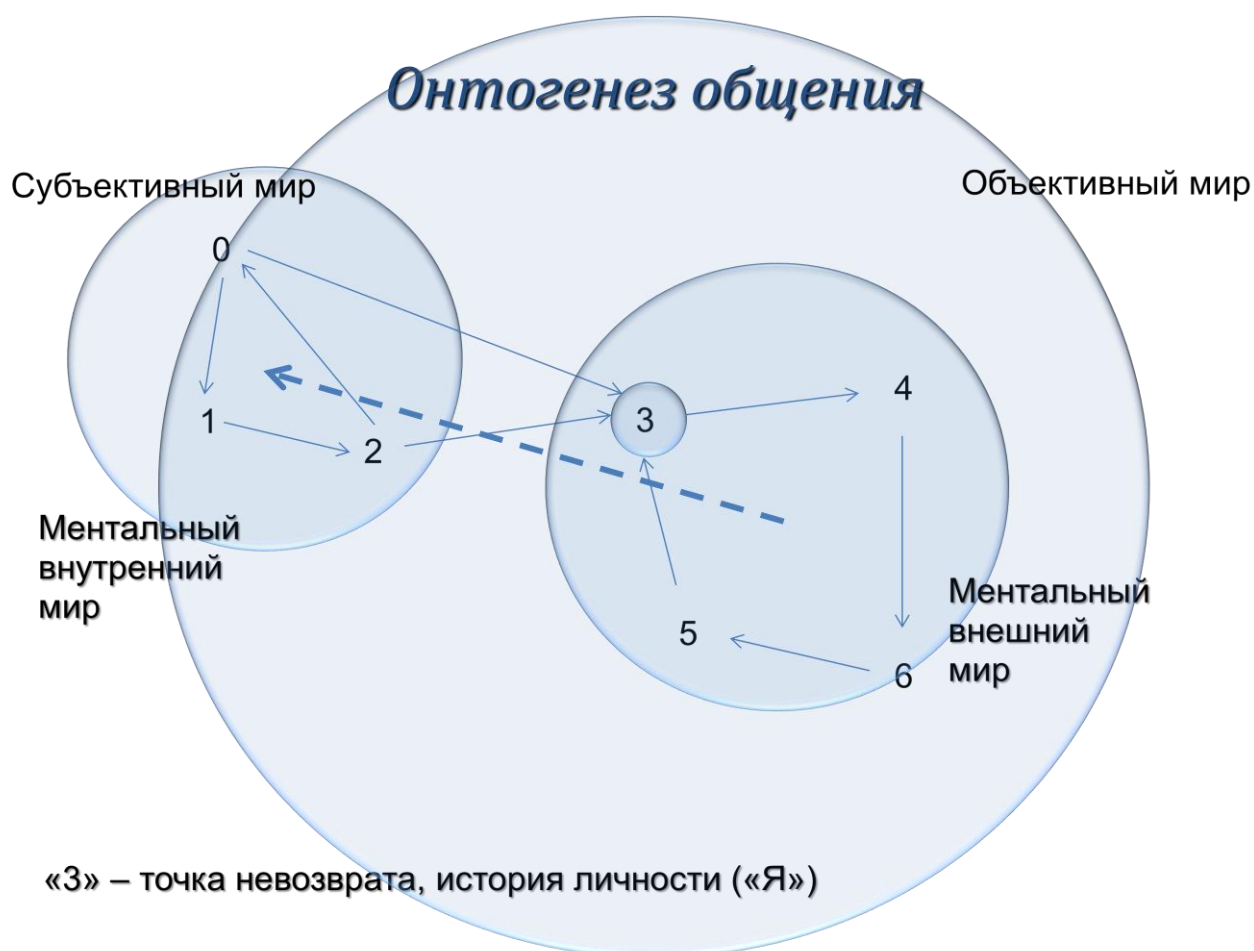 Онтогенез общения
Субъективный мир
Объективный мир
0
4
3
1
2
Ментальный
внутренний
мир
Ментальный
внешний
мир
5
6
«3» – точка невозврата, история личности («Я»)